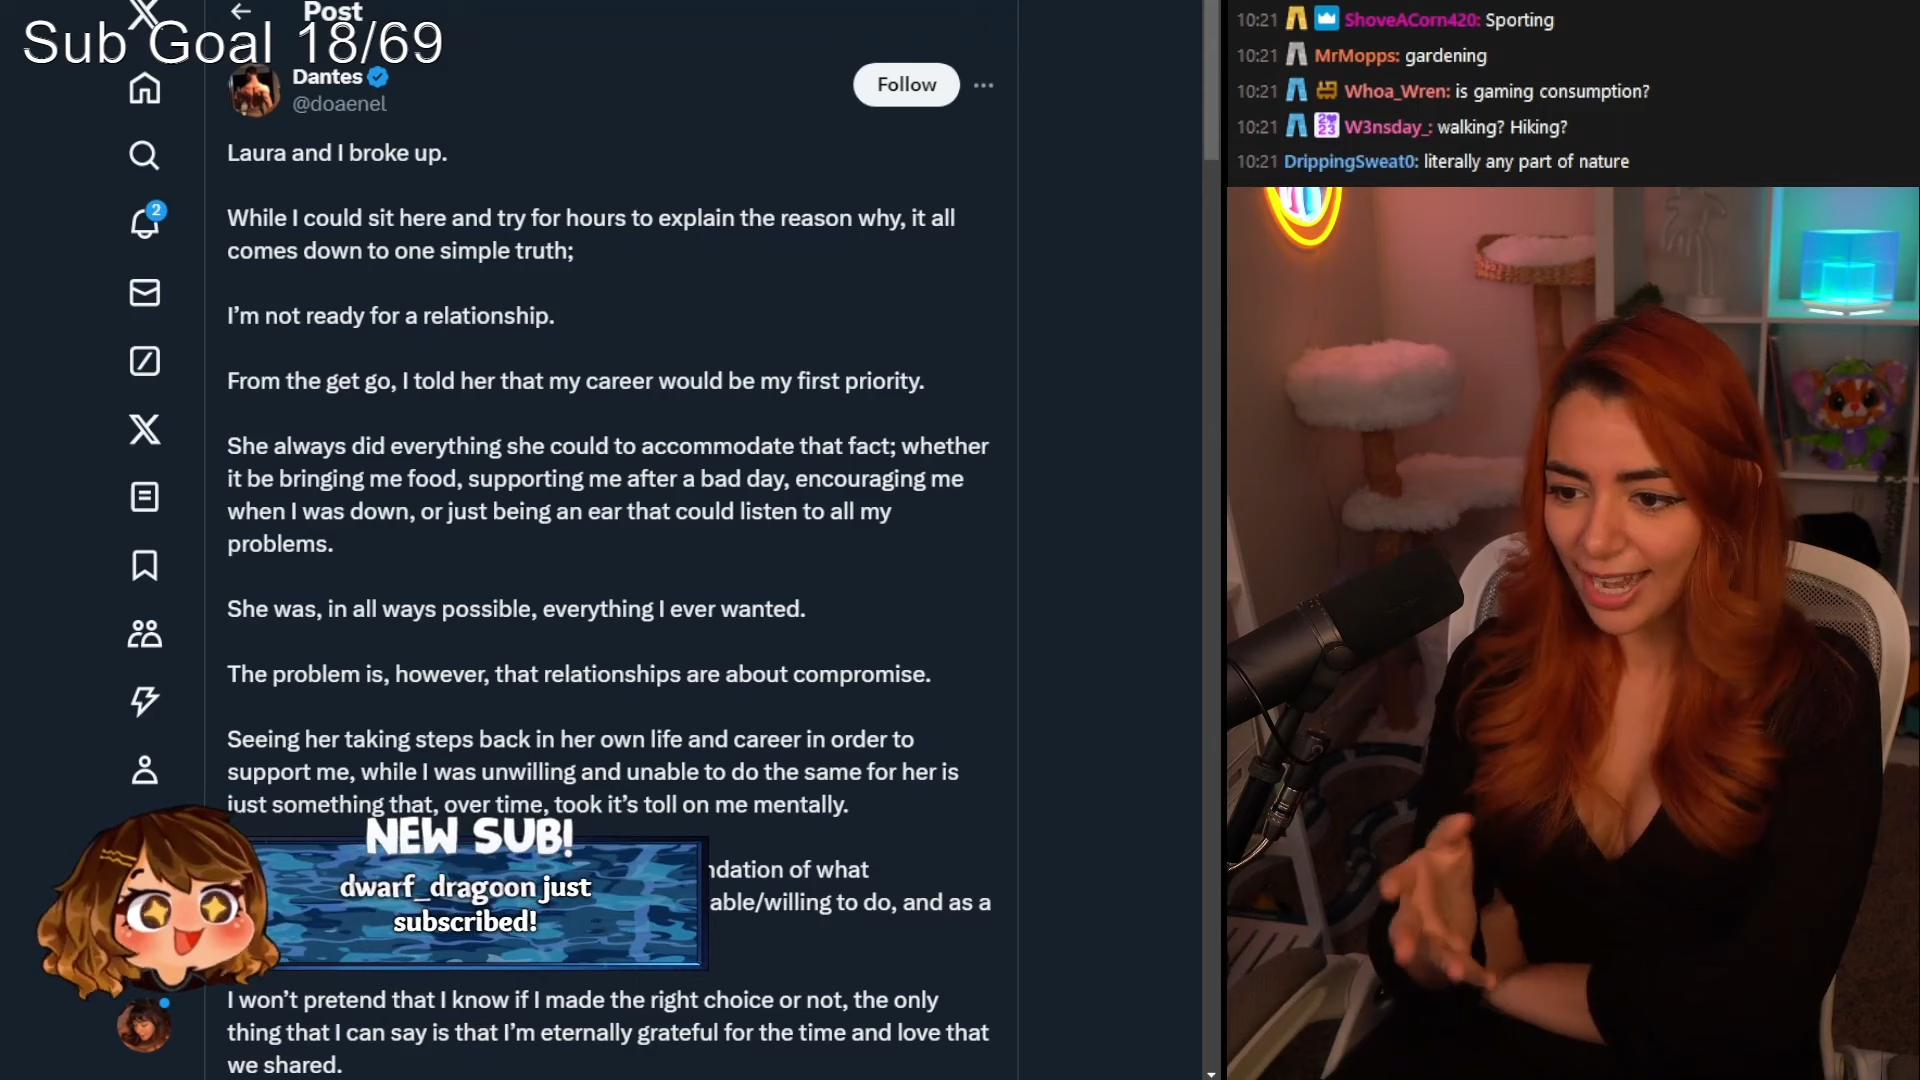 Post
Sub Goal 18/69
Dantes
@doaenel
Follow
Laura and I broke up.
While I could sit here and try for hours to explain the reason why, it all
comes down to one simple truth;
I’m not ready for a relationship.
From the get go, I told her that my career would be my first priority.
She always did everything she could to accommodate that fact; whether
it be bringing me food, supporting me after a bad day, encouraging me
when I was down, or just being an ear that could listen to all my
problems.
She was, in all ways possible, everything I ever wanted.
The problem is, however, that relationships are about compromise.
Seeing her taking steps back in her own life and career in order to
support me, while I was unwilling and unable to do the same for her is
just something that, over time, took it’s toll on me mentally.
ndation of what
able/willing to do, and as a
I won’t pretend that I know if I made the right choice or not, the only
thing that I can say is that I’m eternally grateful for the time and love that
we shared.
2
NEW SUB!
dwarf_dragoon just
subscribed!
10:21 ShoveACorn420: Sporting
10:21 MrMopps: gardening
10:21 Whoa_Wren: is gaming consumption?
10:21 W3nsday_: walking? Hiking?
10:21 DrippingSweat0: literally any part of nature